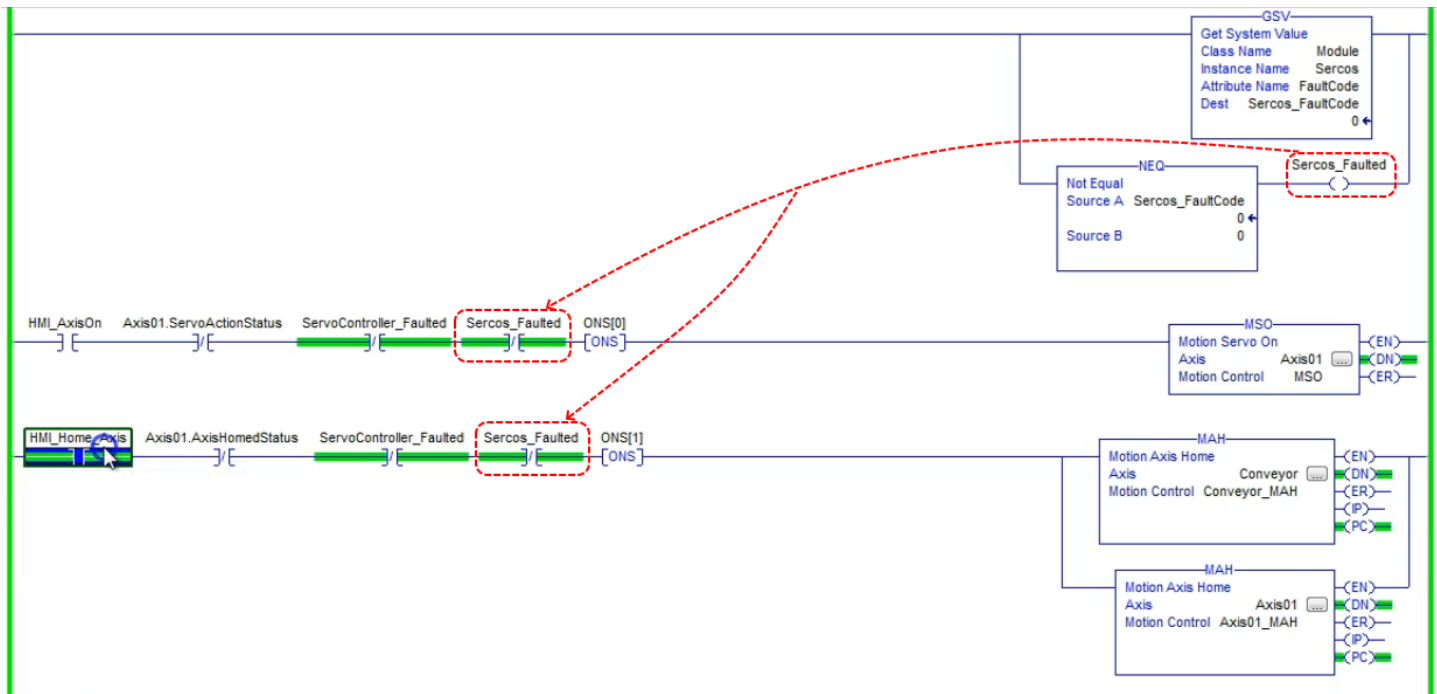 GSV
Get System Value
Class Name Module
Instance Name Sercos
Attribute Name FaultCode
Dest Sercos_FaultCode
0
NEQ
Not Equal
Source A Sercos_FaultCode
0
Source B 0
Sercos_Faulted
HMI_AxisOn Axis01.ServoActionStatus ServoController_Faulted Sercos_Faulted ONS[0]
ONS
MSO
Motion Servo On
Axis Axis01 ...
Motion Control MSO
EN
DN
ER
HMI_Home_Axis Axis01.AxisHomedStatus ServoController_Faulted Sercos_Faulted ONS[1]
ONS
MAH
Motion Axis Home
Axis Conveyor ...
Motion Control Conveyor_MAH
EN
DN
ER
IP
PC
MAH
Motion Axis Home
Axis Axis01 ...
Motion Control Axis01_MAH
EN
DN
ER
IP
PC